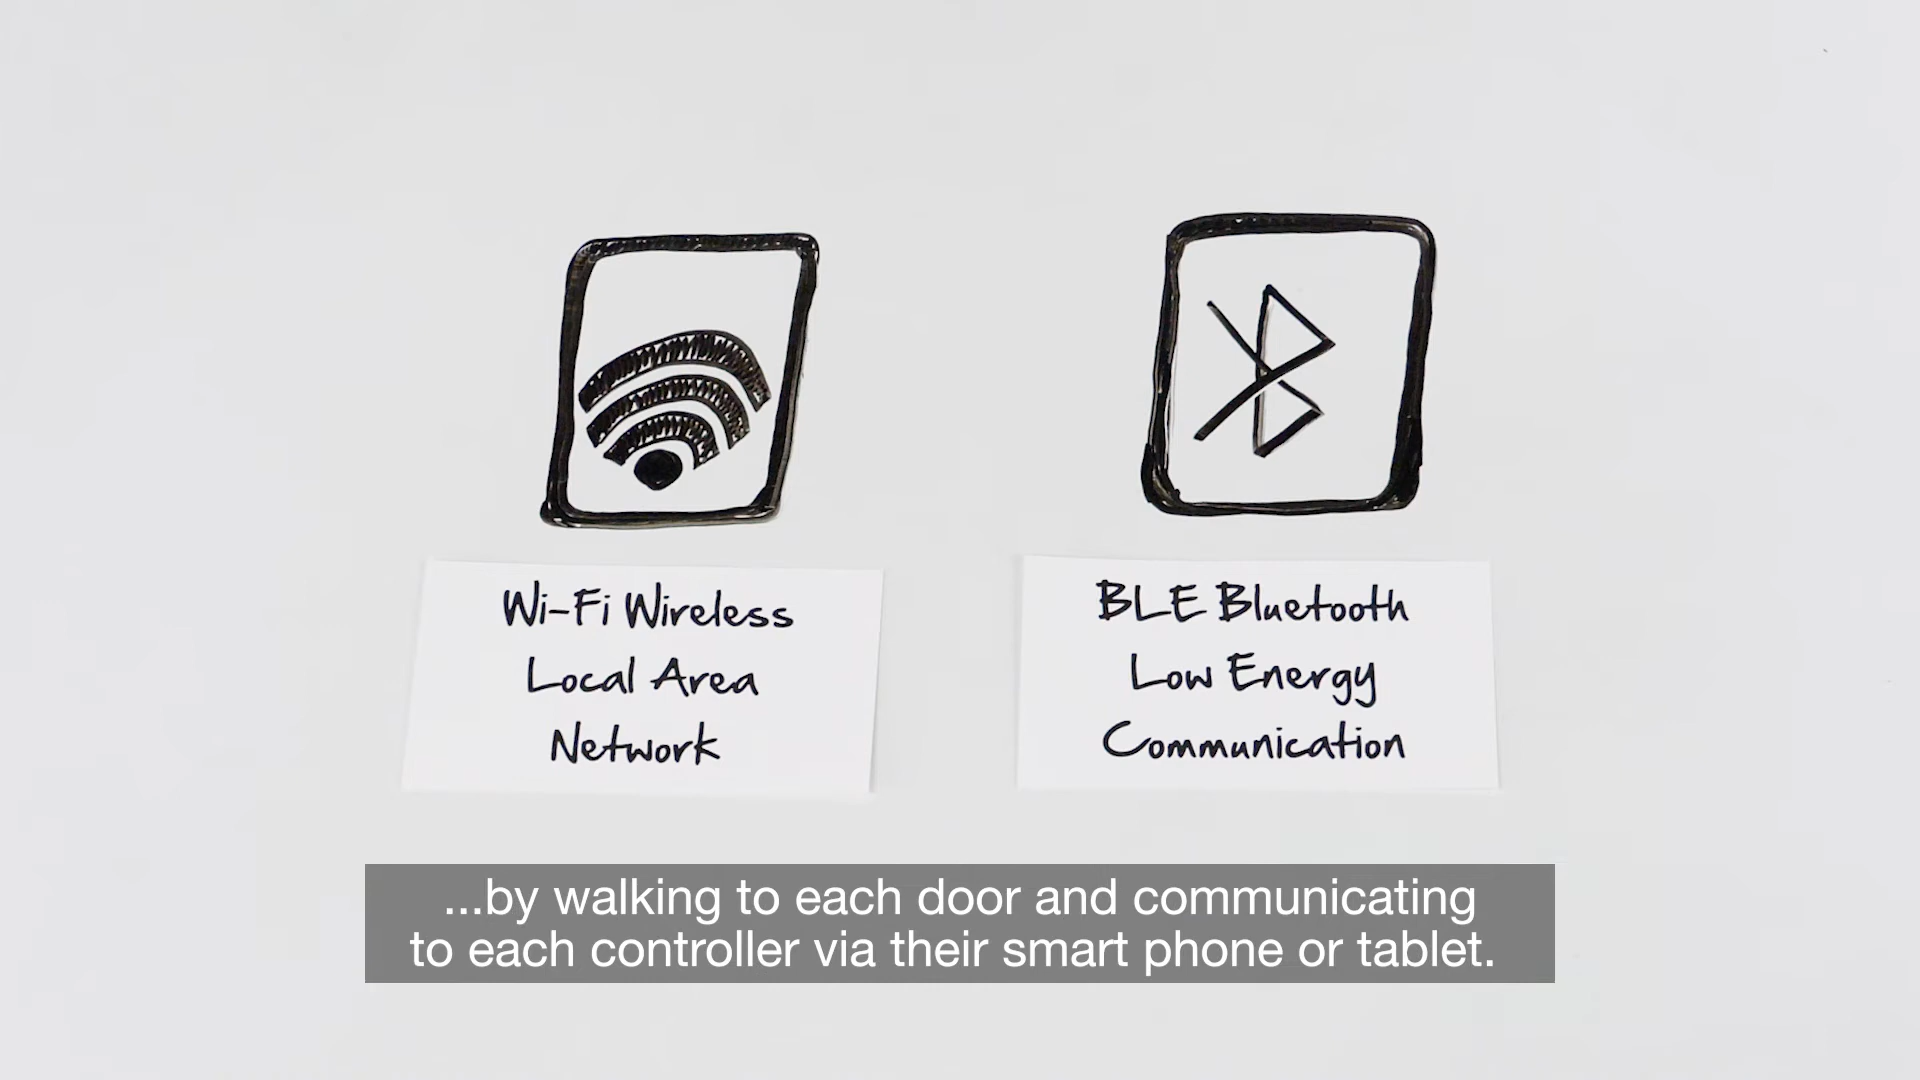 Wi-Fi Wireless
Local Area
Network
BLE Bluetooth
Low Energy
Communication
...by walking to each door and communicating
to each controller via their smart phone or tablet.